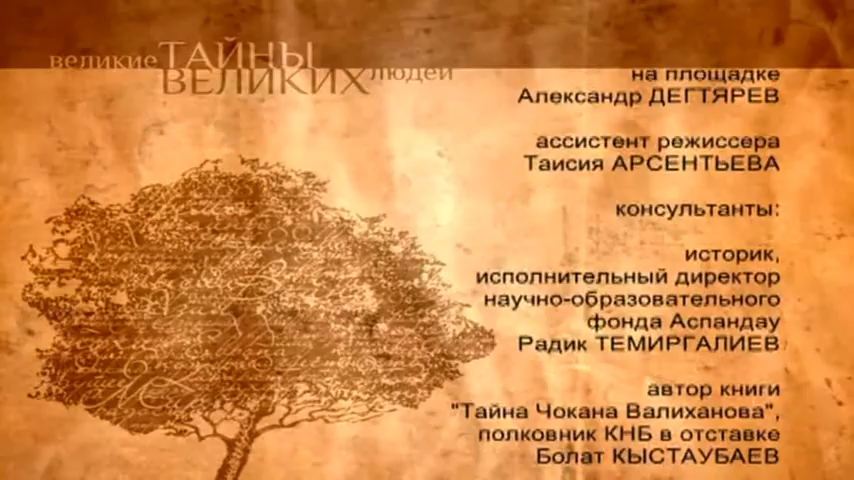 великие ТАЙНЫ
ВЕЛИКИХ людей
на площадке
Александр ДЕГТЯРЕВ
ассистент режиссера
Таисия АРСЕНТЬЕВА
консультанты:
историк,
исполнительный директор
научно-образовательного
фонда Аспандау
Радик ТЕМИРГАЛИЕВ
автор книги
"Тайна Чокана Валиханова",
полковник КНБ в отставке
Болат КЫСТАУБАЕВ